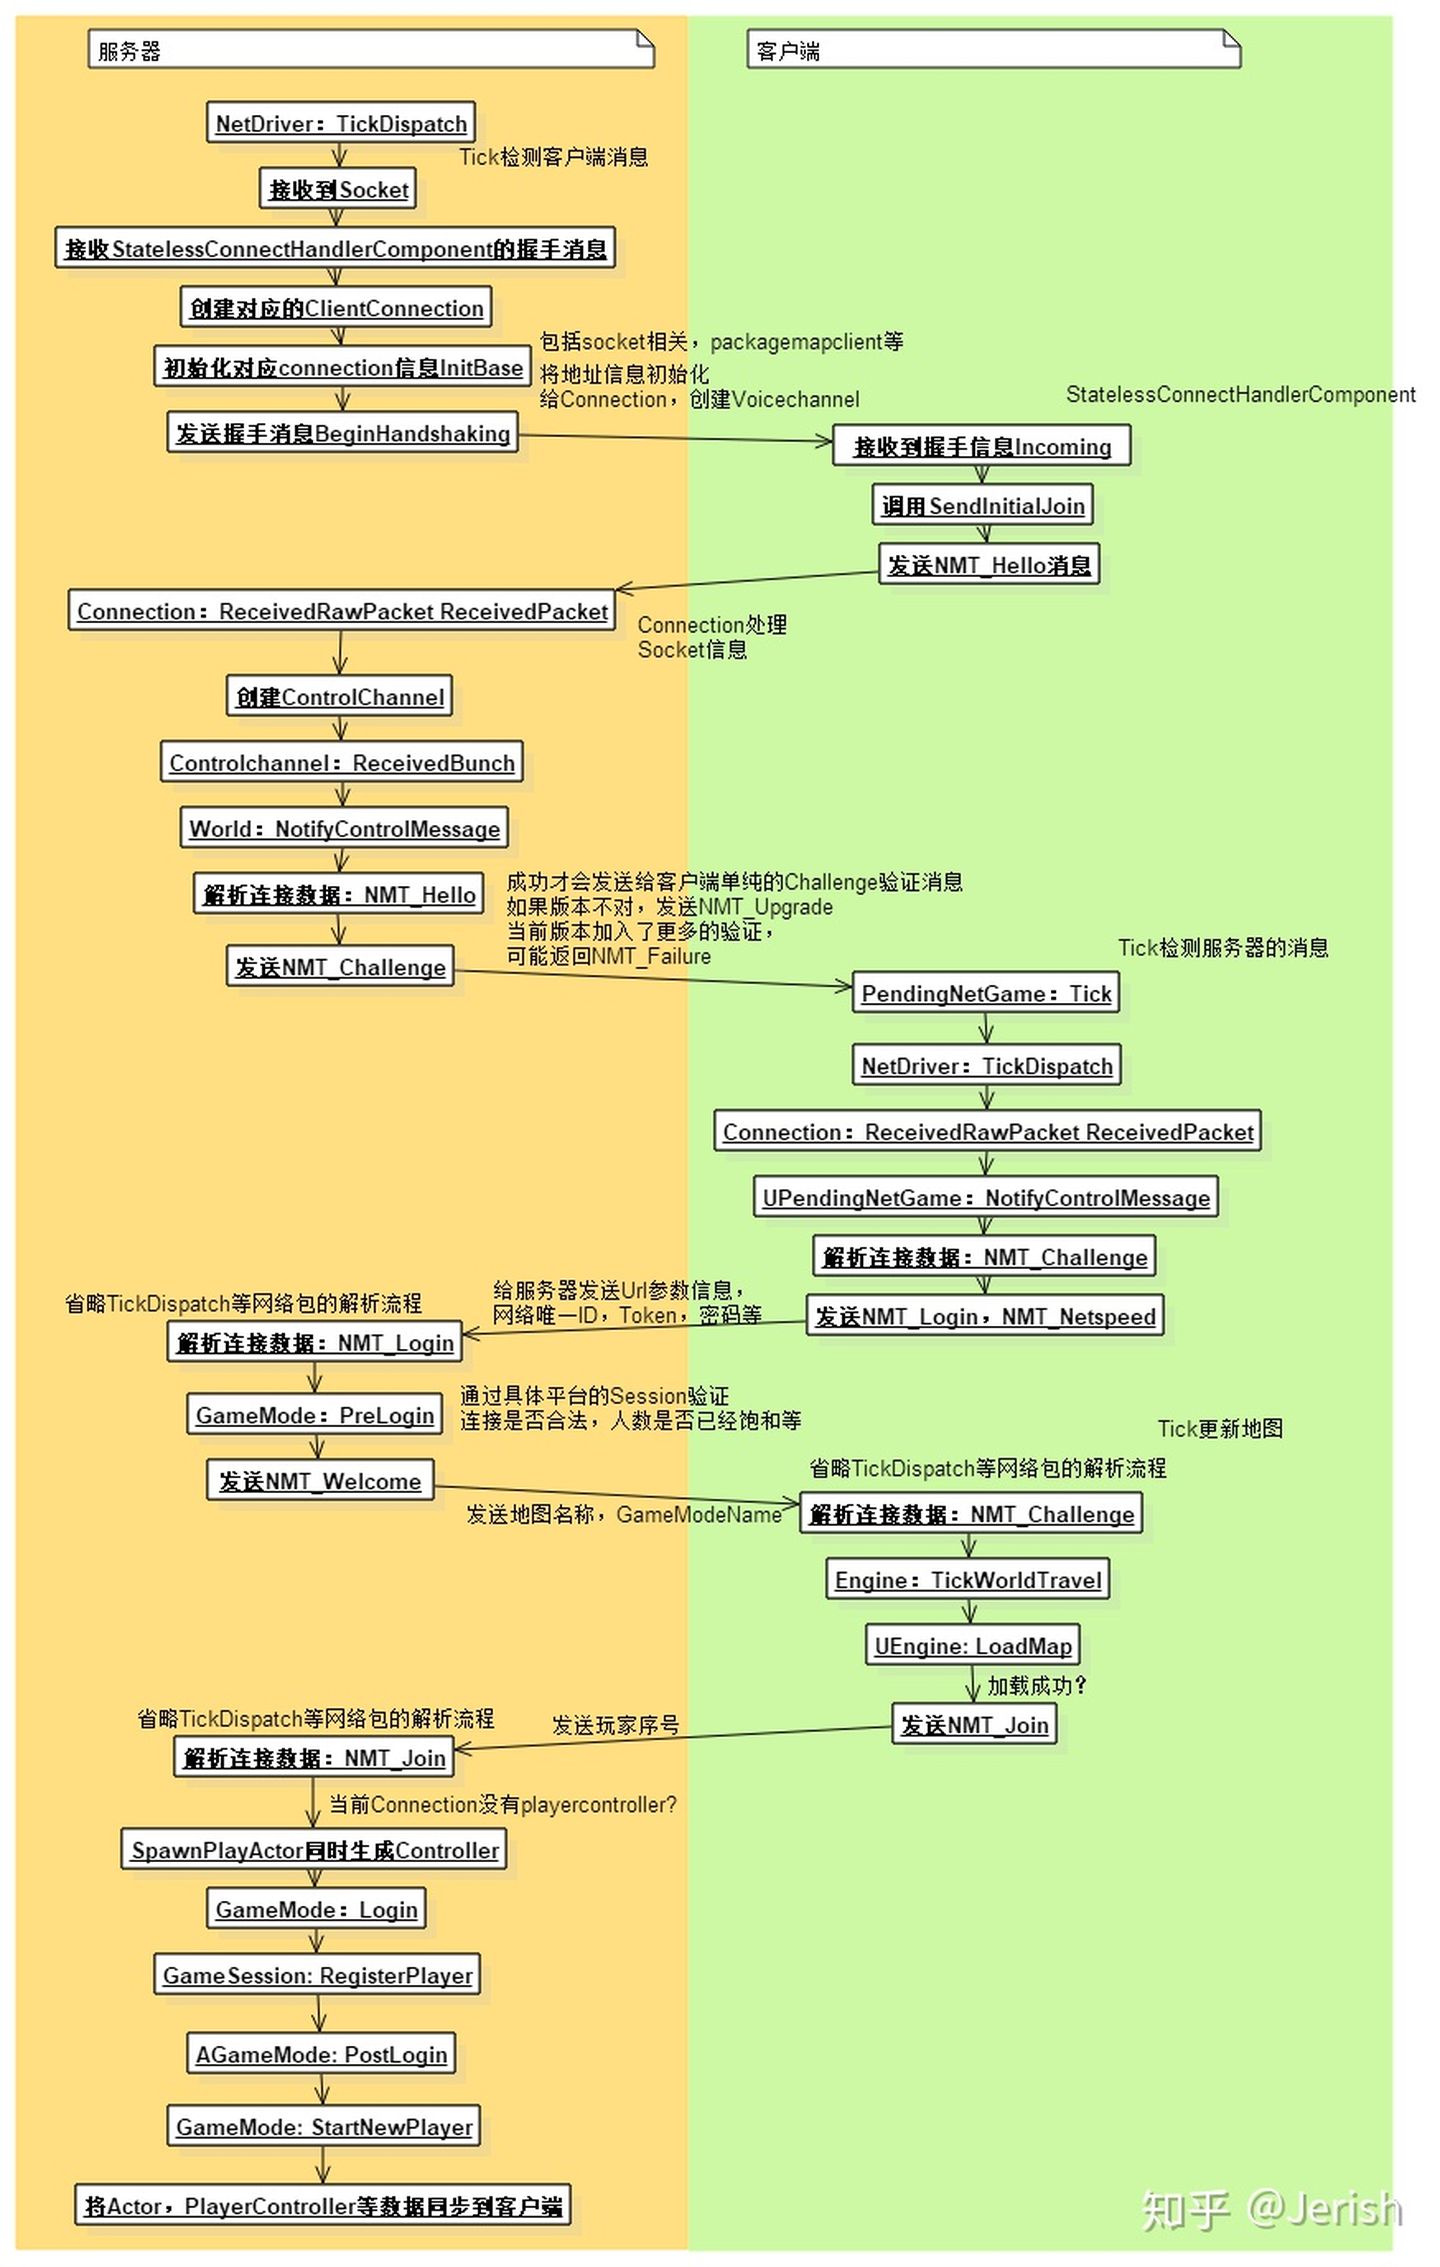 服务器
客户端
NetDriver：TickDispatch
Tick检测客户端消息
接收到Socket
接收StatelessConnectHandlerComponent的握手消息
创建对应的ClientConnection
初始化对应connection信息InitBase
包括socket相关，packagemapclient等
将地址信息初始化
给Connection，创建Voicechannel
StatelessConnectHandlerComponent
发送握手消息BeginHandshaking
接收到握手信息Incoming
调用SendInitialJoin
发送NMT_Hello消息
Connection：ReceivedRawPacket ReceivedPacket
Connection处理
Socket信息
创建ControlChannel
Controlchannel：ReceivedBunch
World：NotifyControlMessage
解析连接数据：NMT_Hello
成功才会发送给客户端单纯的Challenge验证消息
如果版本不对，发送NMT_Upgrade
当前版本加入了更多的验证，
可能返回NMT_Failure
发送NMT_Challenge
Tick检测服务器的消息
PendingNetGame：Tick
NetDriver：TickDispatch
Connection：ReceivedRawPacket ReceivedPacket
UPendingNetGame：NotifyControlMessage
解析连接数据：NMT_Challenge
发送NMT_Login，NMT_Netspeed
给服务器发送Url参数信息，
网络唯一ID，Token，密码等
省略TickDispatch等网络包的解析流程
解析连接数据：NMT_Login
GameMode：PreLogin
通过具体平台的Session验证
连接是否合法，人数是否已经饱和等
发送NMT_Welcome
发送地图名称，GameModeName
Tick更新地图
省略TickDispatch等网络包的解析流程
解析连接数据：NMT_Challenge
Engine：TickWorldTravel
UEngine: LoadMap
加载成功？
发送NMT_Join
发送玩家序号
省略TickDispatch等网络包的解析流程
解析连接数据：NMT_Join
当前Connection没有playercontroller?
SpawnPlayActor同时生成Controller
GameMode：Login
GameSession: RegisterPlayer
AGameMode: PostLogin
GameMode: StartNewPlayer
将Actor，PlayerController等数据同步到客户端
知乎 @Jerish